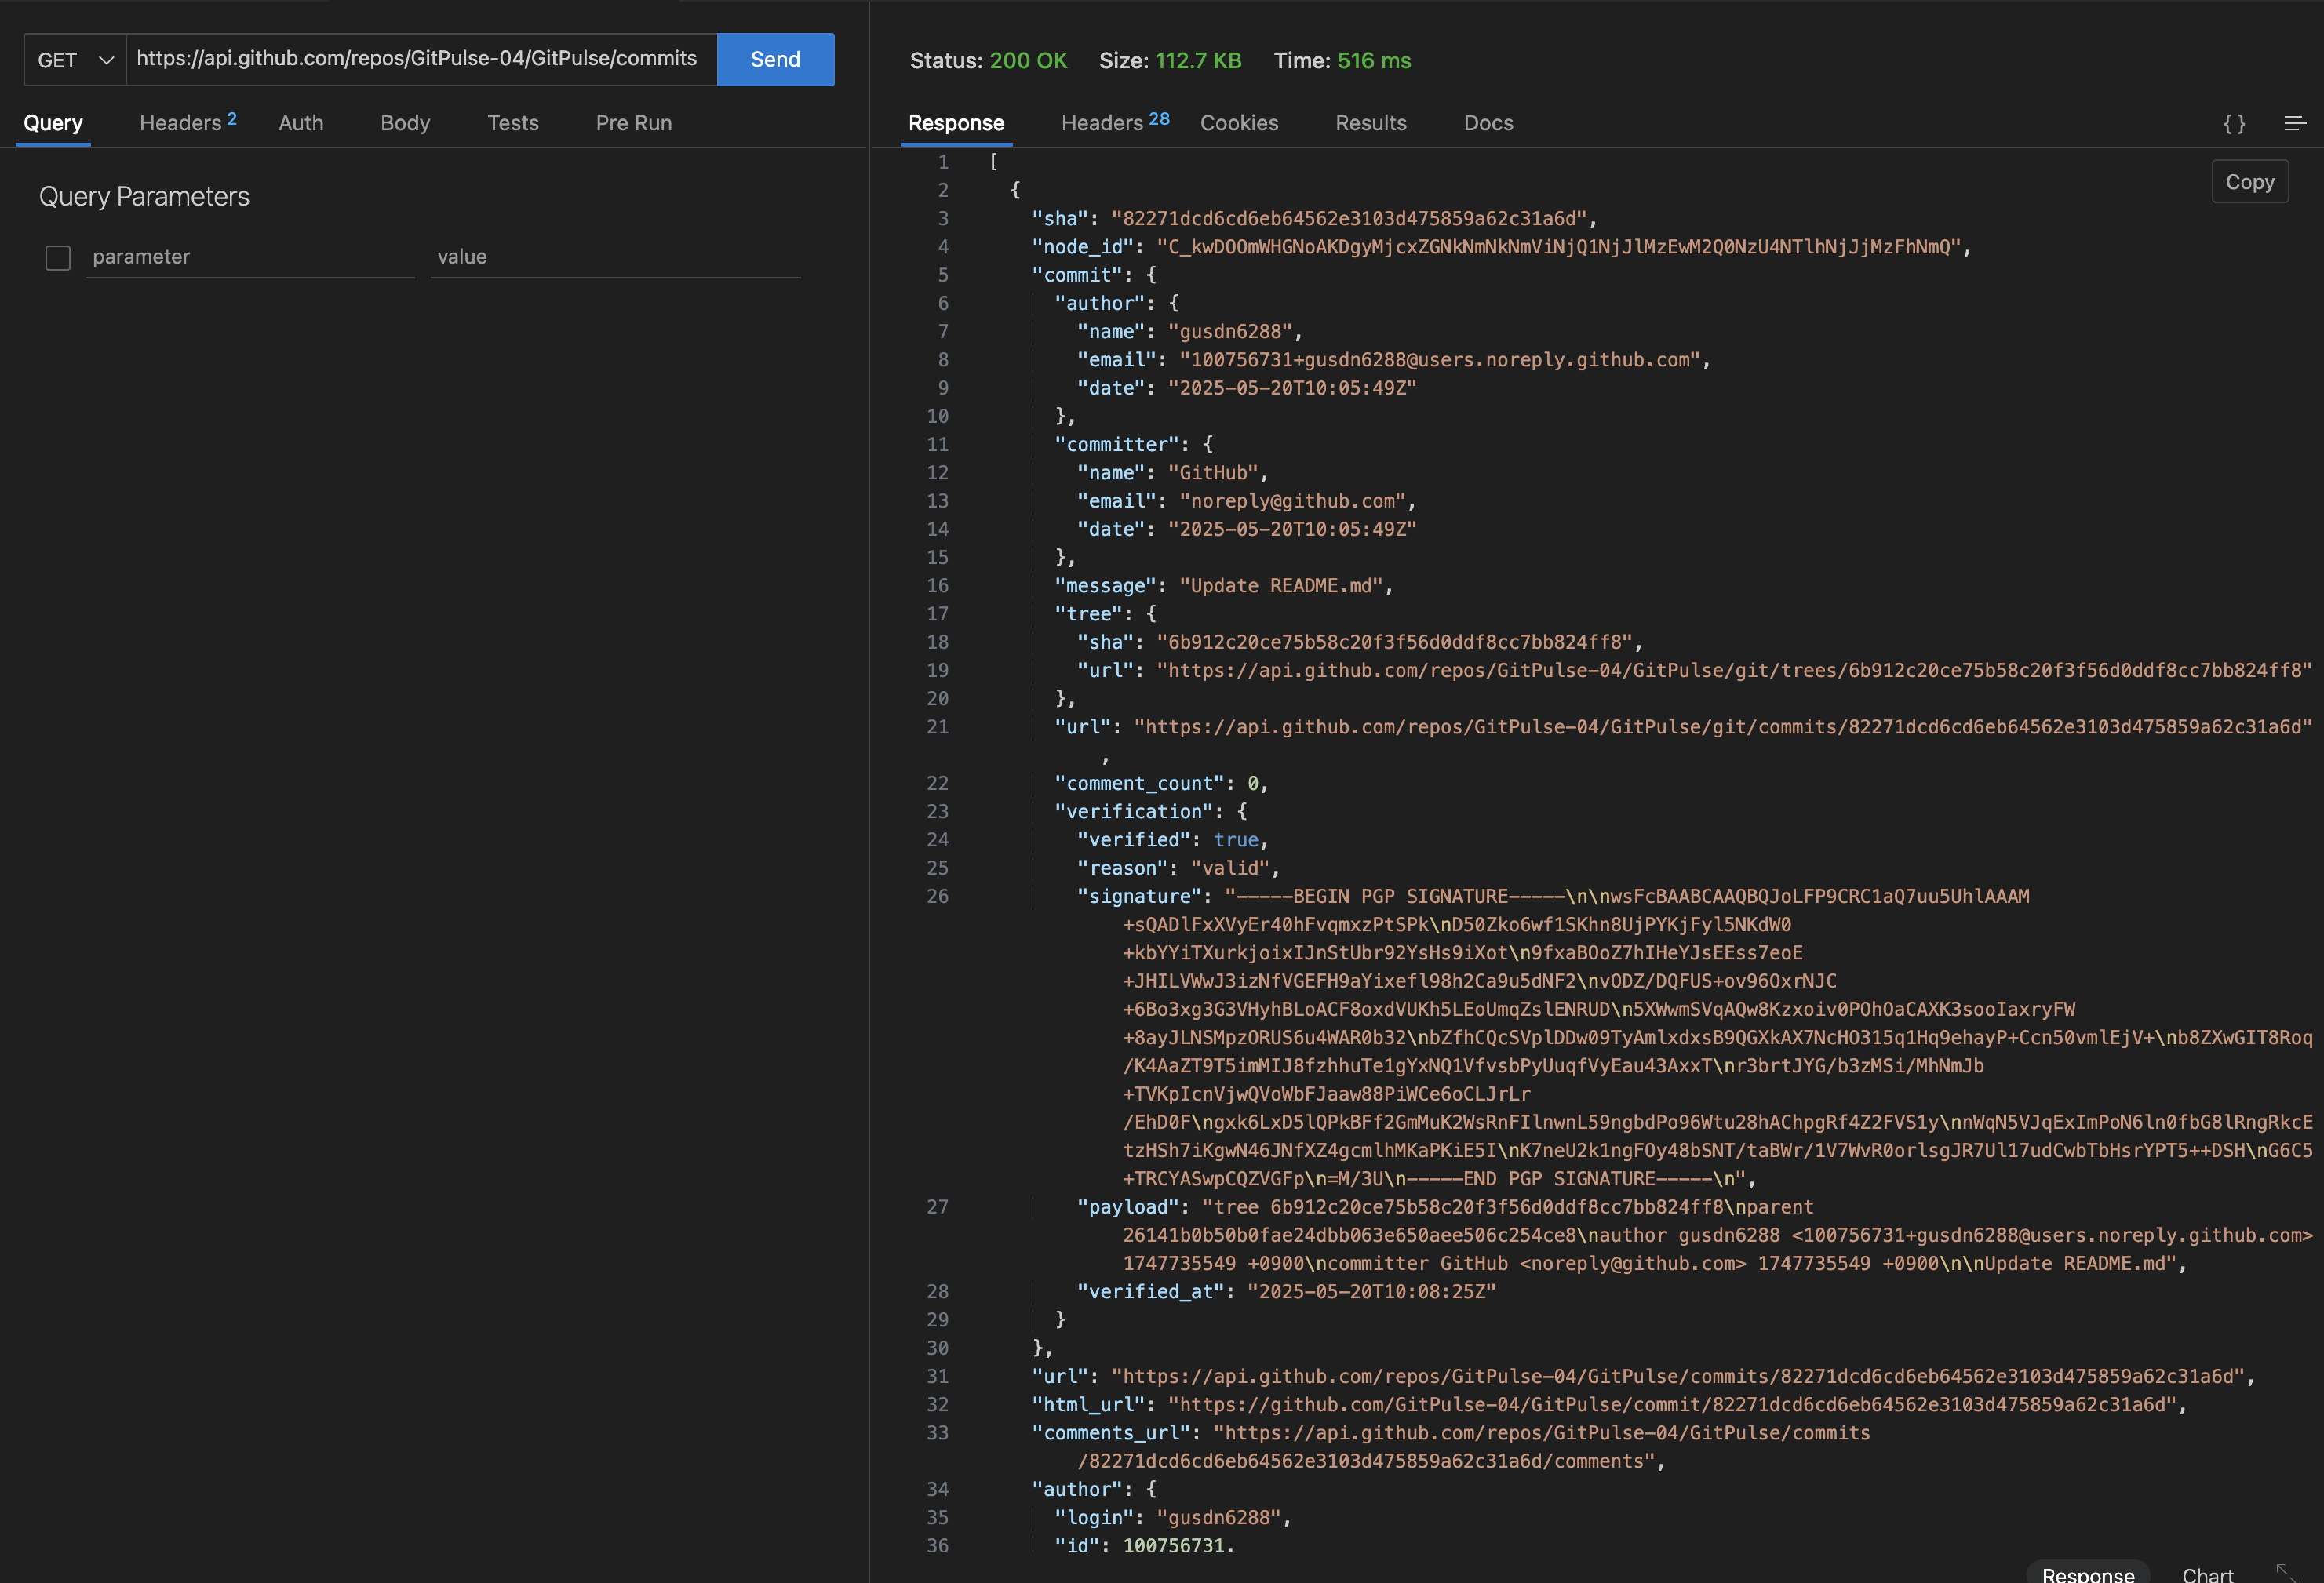 GET
https://api.github.com/repos/GitPulse-04/GitPulse/commits
Send
Query
Headers 2
Auth
Body
Tests
Pre Run
Query Parameters
parameter
value
Status: 200 OK
Size: 112.7 KB
Time: 516 ms
Response
Headers 28
Cookies
Results
Docs
{ }
Copy
1 [
2 {
3 "sha": "82271dcd6cd6eb64562e3103d475859a62c31a6d",
4 "node_id": "C_kwDOOmWHGNoAKDgyMjcxZGNkNmNkNmViNjQ1NjJlMzEwM2Q0NzU4NTlhNjJjMzFhNmQ",
5 "commit": {
6 "author": {
7 "name": "gusdn6288",
8 "email": "100756731+gusdn6288@users.noreply.github.com",
9 "date": "2025-05-20T10:05:49Z"
10 },
11 "committer": {
12 "name": "GitHub",
13 "email": "noreply@github.com",
14 "date": "2025-05-20T10:05:49Z"
15 },
16 "message": "Update README.md",
17 "tree": {
18 "sha": "6b912c20ce75b58c20f3f56d0ddf8cc7bb824ff8",
19 "url": "https://api.github.com/repos/GitPulse-04/GitPulse/git/trees/6b912c20ce75b58c20f3f56d0ddf8cc7bb824ff8"
20 },
21 "url": "https://api.github.com/repos/GitPulse-04/GitPulse/git/commits/82271dcd6cd6eb64562e3103d475859a62c31a6d"
,
22 "comment_count": 0,
23 "verification": {
24 "verified": true,
25 "reason": "valid",
26 "signature": "-----BEGIN PGP SIGNATURE-----\n\nwsFcBAABCAAQBQJoLFP9CRC1aQ7uu5UhlAAAM
+sQADlFxXVyEr40hFvqmxzPtSPk\nD50Zko6wf1SKhn8UjPYKjFyl5NKdW0
+kbYYiTXurkjoixIJnStUbr92YsHs9iXot\n9fxaBOoZ7hIHeYJsEEss7eoE
+JHILVWwJ3izNfVGEFH9aYixefl98h2Ca9u5dNF2\nvODZ/DQFUS+ov96OxrNJC
+6Bo3xg3G3VHyhBLoACF8oxdVUKh5LEoUmqZslENRUD\n5XWwmSVqAQw8Kzxoiv0POhOaCAXK3sooIaxryFW
+8ayJLNSMpzORUS6u4WAR0b32\nbZfhCQcSVplDDw09TyAmlxdxsB9QGXkAX7NcHO315q1Hq9ehayP+Ccn50vmlEjV+\nb8ZXwGIT8Roq
/K4AaZT9T5imMIJ8fzhhuTe1gYxNQ1VfvsbPyUuqfVyEau43AxxT\nr3brtJYG/b3zMSi/MhNmJb
+TVKpIcnVjwQVoWbFJaaw88PiWCe6oCLJrLr
/EhD0F\ngxk6LxD5lQPkBFf2GmMuK2WsRnFIlnwnL59ngbdPo96Wtu28hAChpgRf4Z2FVS1y\nnWqN5VJqExImPoN6ln0fbG8lRngRkcE
tzHSh7iKgwN46JNfXZ4gcmlhMKaPKiE5I\nK7neU2k1ngFOy48bSNT/taBWr/1V7WvR0orlsgJR7Ul17udCwbTbHsrYPT5++DSH\nG6C5
+TRCYASwpCQZVGFp\n=M/3U\n-----END PGP SIGNATURE-----\n",
27 "payload": "tree 6b912c20ce75b58c20f3f56d0ddf8cc7bb824ff8\nparent
26141b0b50b0fae24dbb063e650aee506c254ce8\nauthor gusdn6288 <100756731+gusdn6288@users.noreply.github.com>
1747735549 +0900\ncommitter GitHub <noreply@github.com> 1747735549 +0900\n\nUpdate README.md",
28 "verified_at": "2025-05-20T10:08:25Z"
29 }
30 },
31 "url": "https://api.github.com/repos/GitPulse-04/GitPulse/commits/82271dcd6cd6eb64562e3103d475859a62c31a6d",
32 "html_url": "https://github.com/GitPulse-04/GitPulse/commit/82271dcd6cd6eb64562e3103d475859a62c31a6d",
33 "comments_url": "https://api.github.com/repos/GitPulse-04/GitPulse/commits
/82271dcd6cd6eb64562e3103d475859a62c31a6d/comments",
34 "author": {
35 "login": "gusdn6288",
36 "id": 100756731,
Response
Chart